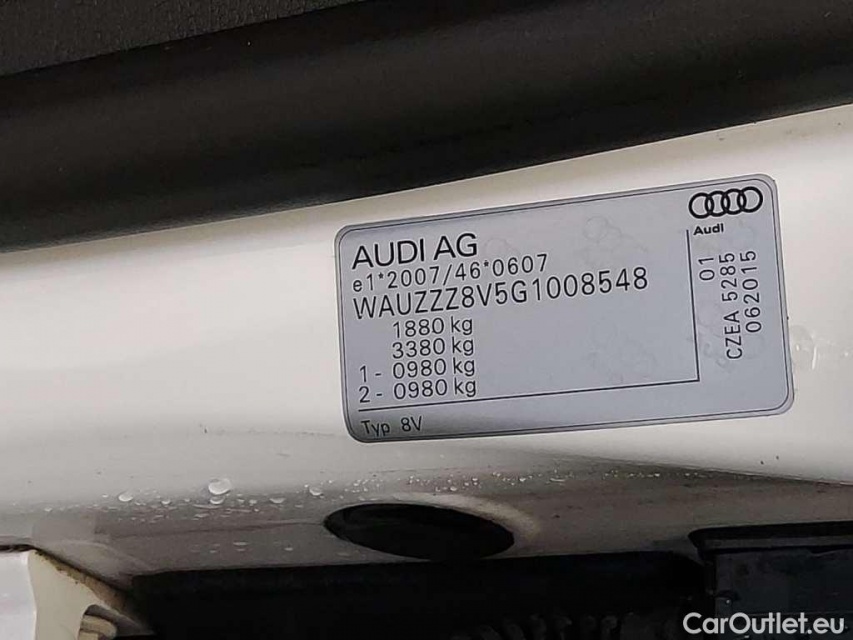 AUDI AG
e1*2007/46*0607
WAUZZZ8V5G1008548
1880 kg
3380 kg
1 - 0980 kg
2 - 0980 kg
Typ 8V
Audi
01
CZEA 5285
062015
CarOutlet.eu